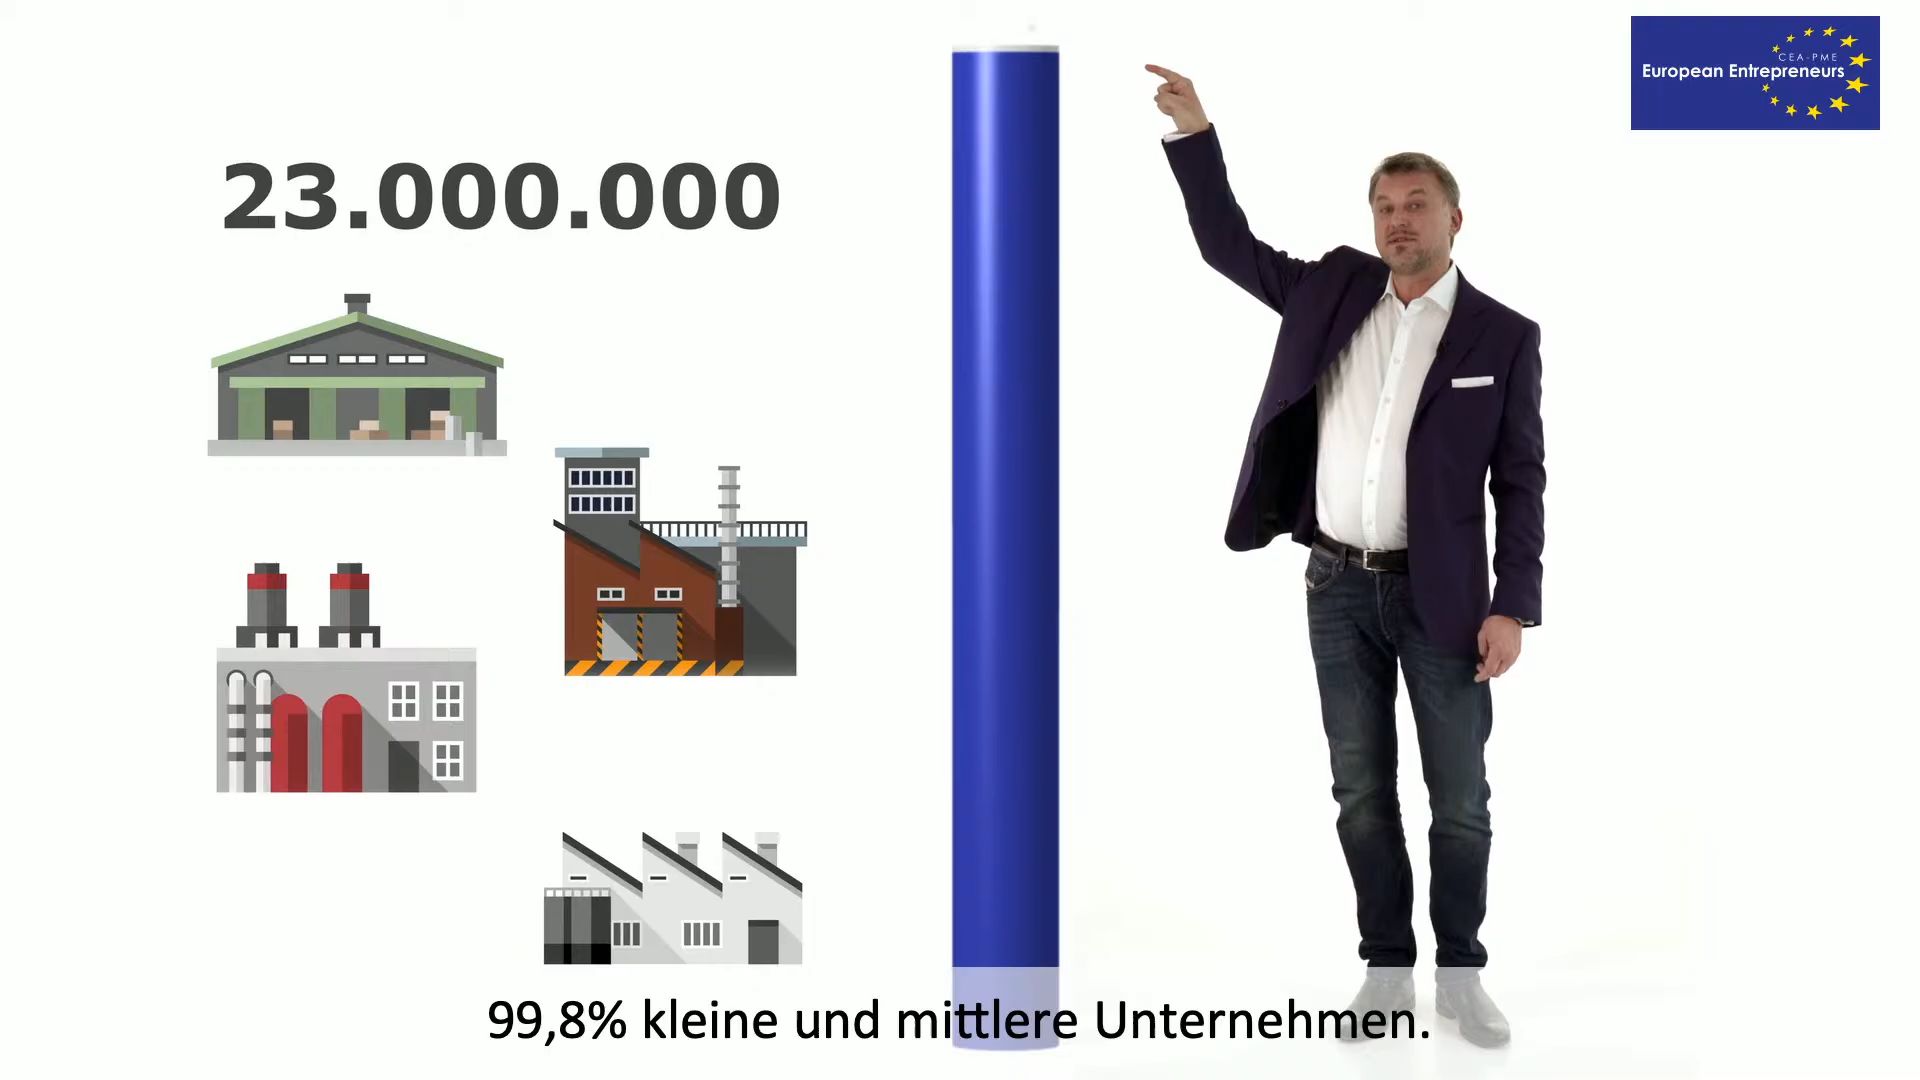 CEA-PME
European Entrepreneurs
23.000.000
99,8% kleine und mittlere Unternehmen.